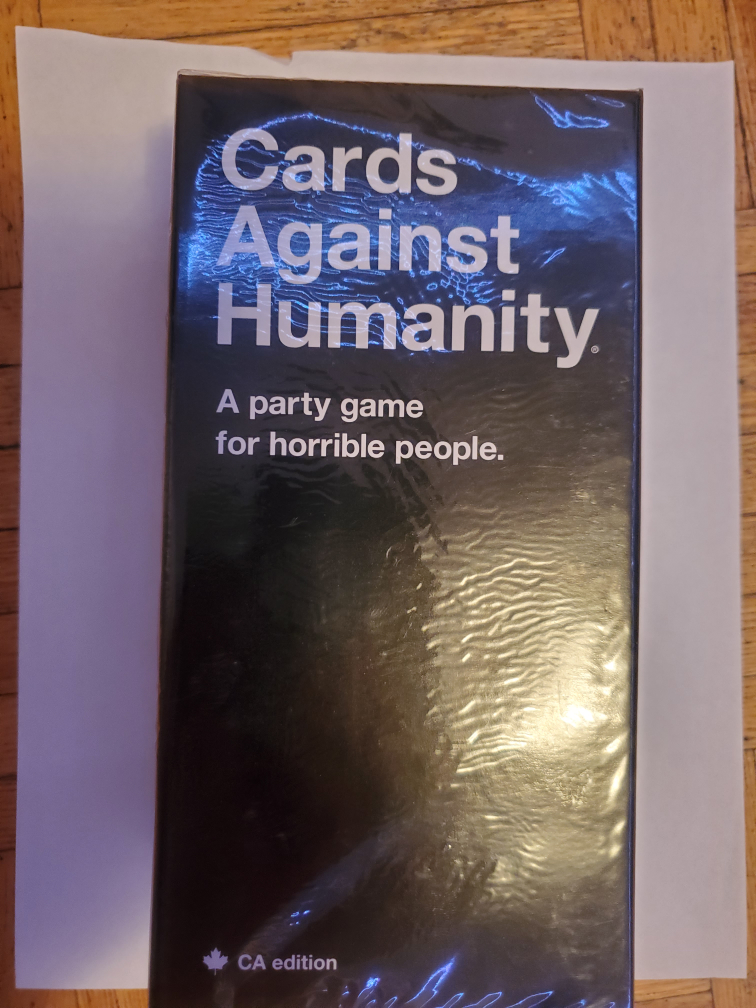 Cards
Against
Humanity®
A party game
for horrible people.
CA edition